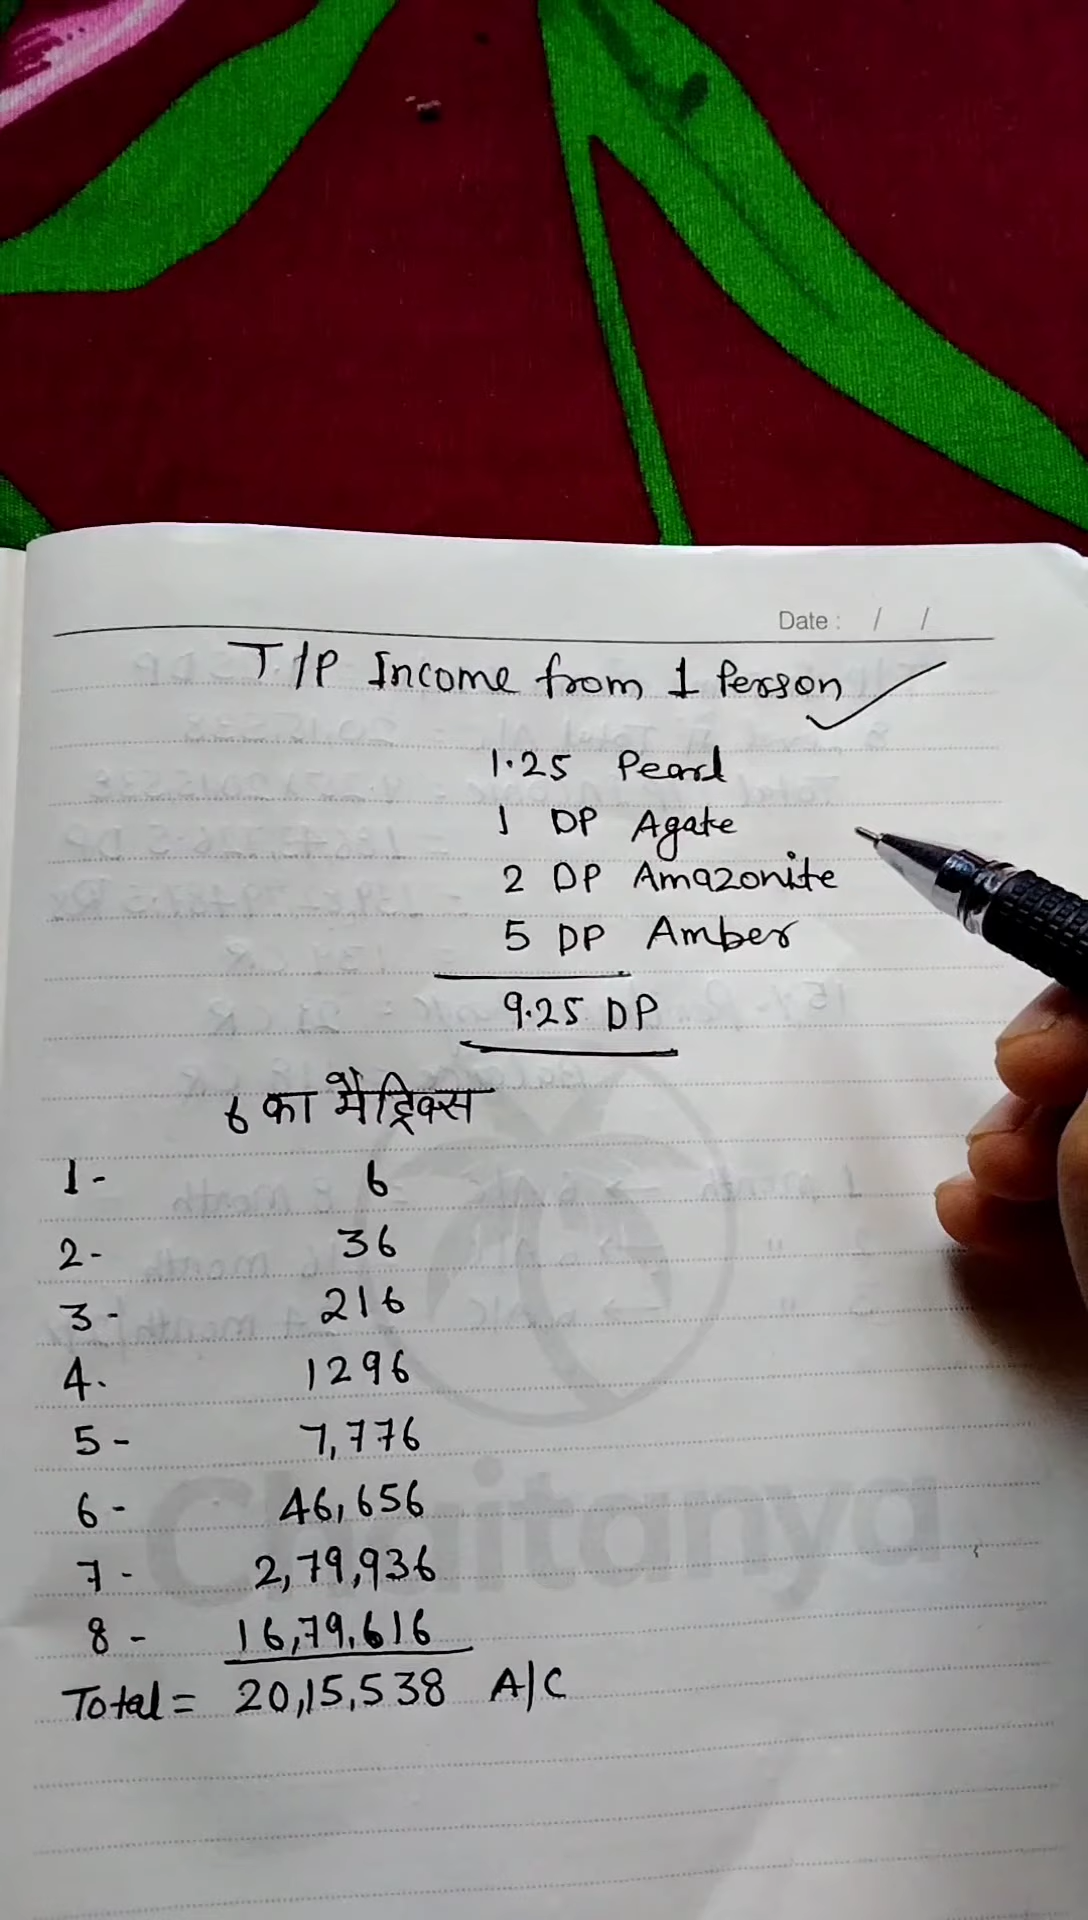 Date : / /
T/P Income from 1 Person
1.25 Pearl
1 DP Agate
2 DP Amazonite
5 DP Amber
9.25 DP
6 का मैट्रिक्स
1- 6
2- 36
3- 216
4. 1296
5- 7,776
6- 46,656
7- 2,79,936
8- 16,79,616
Total = 20,15,538 A/C
Chaitanya